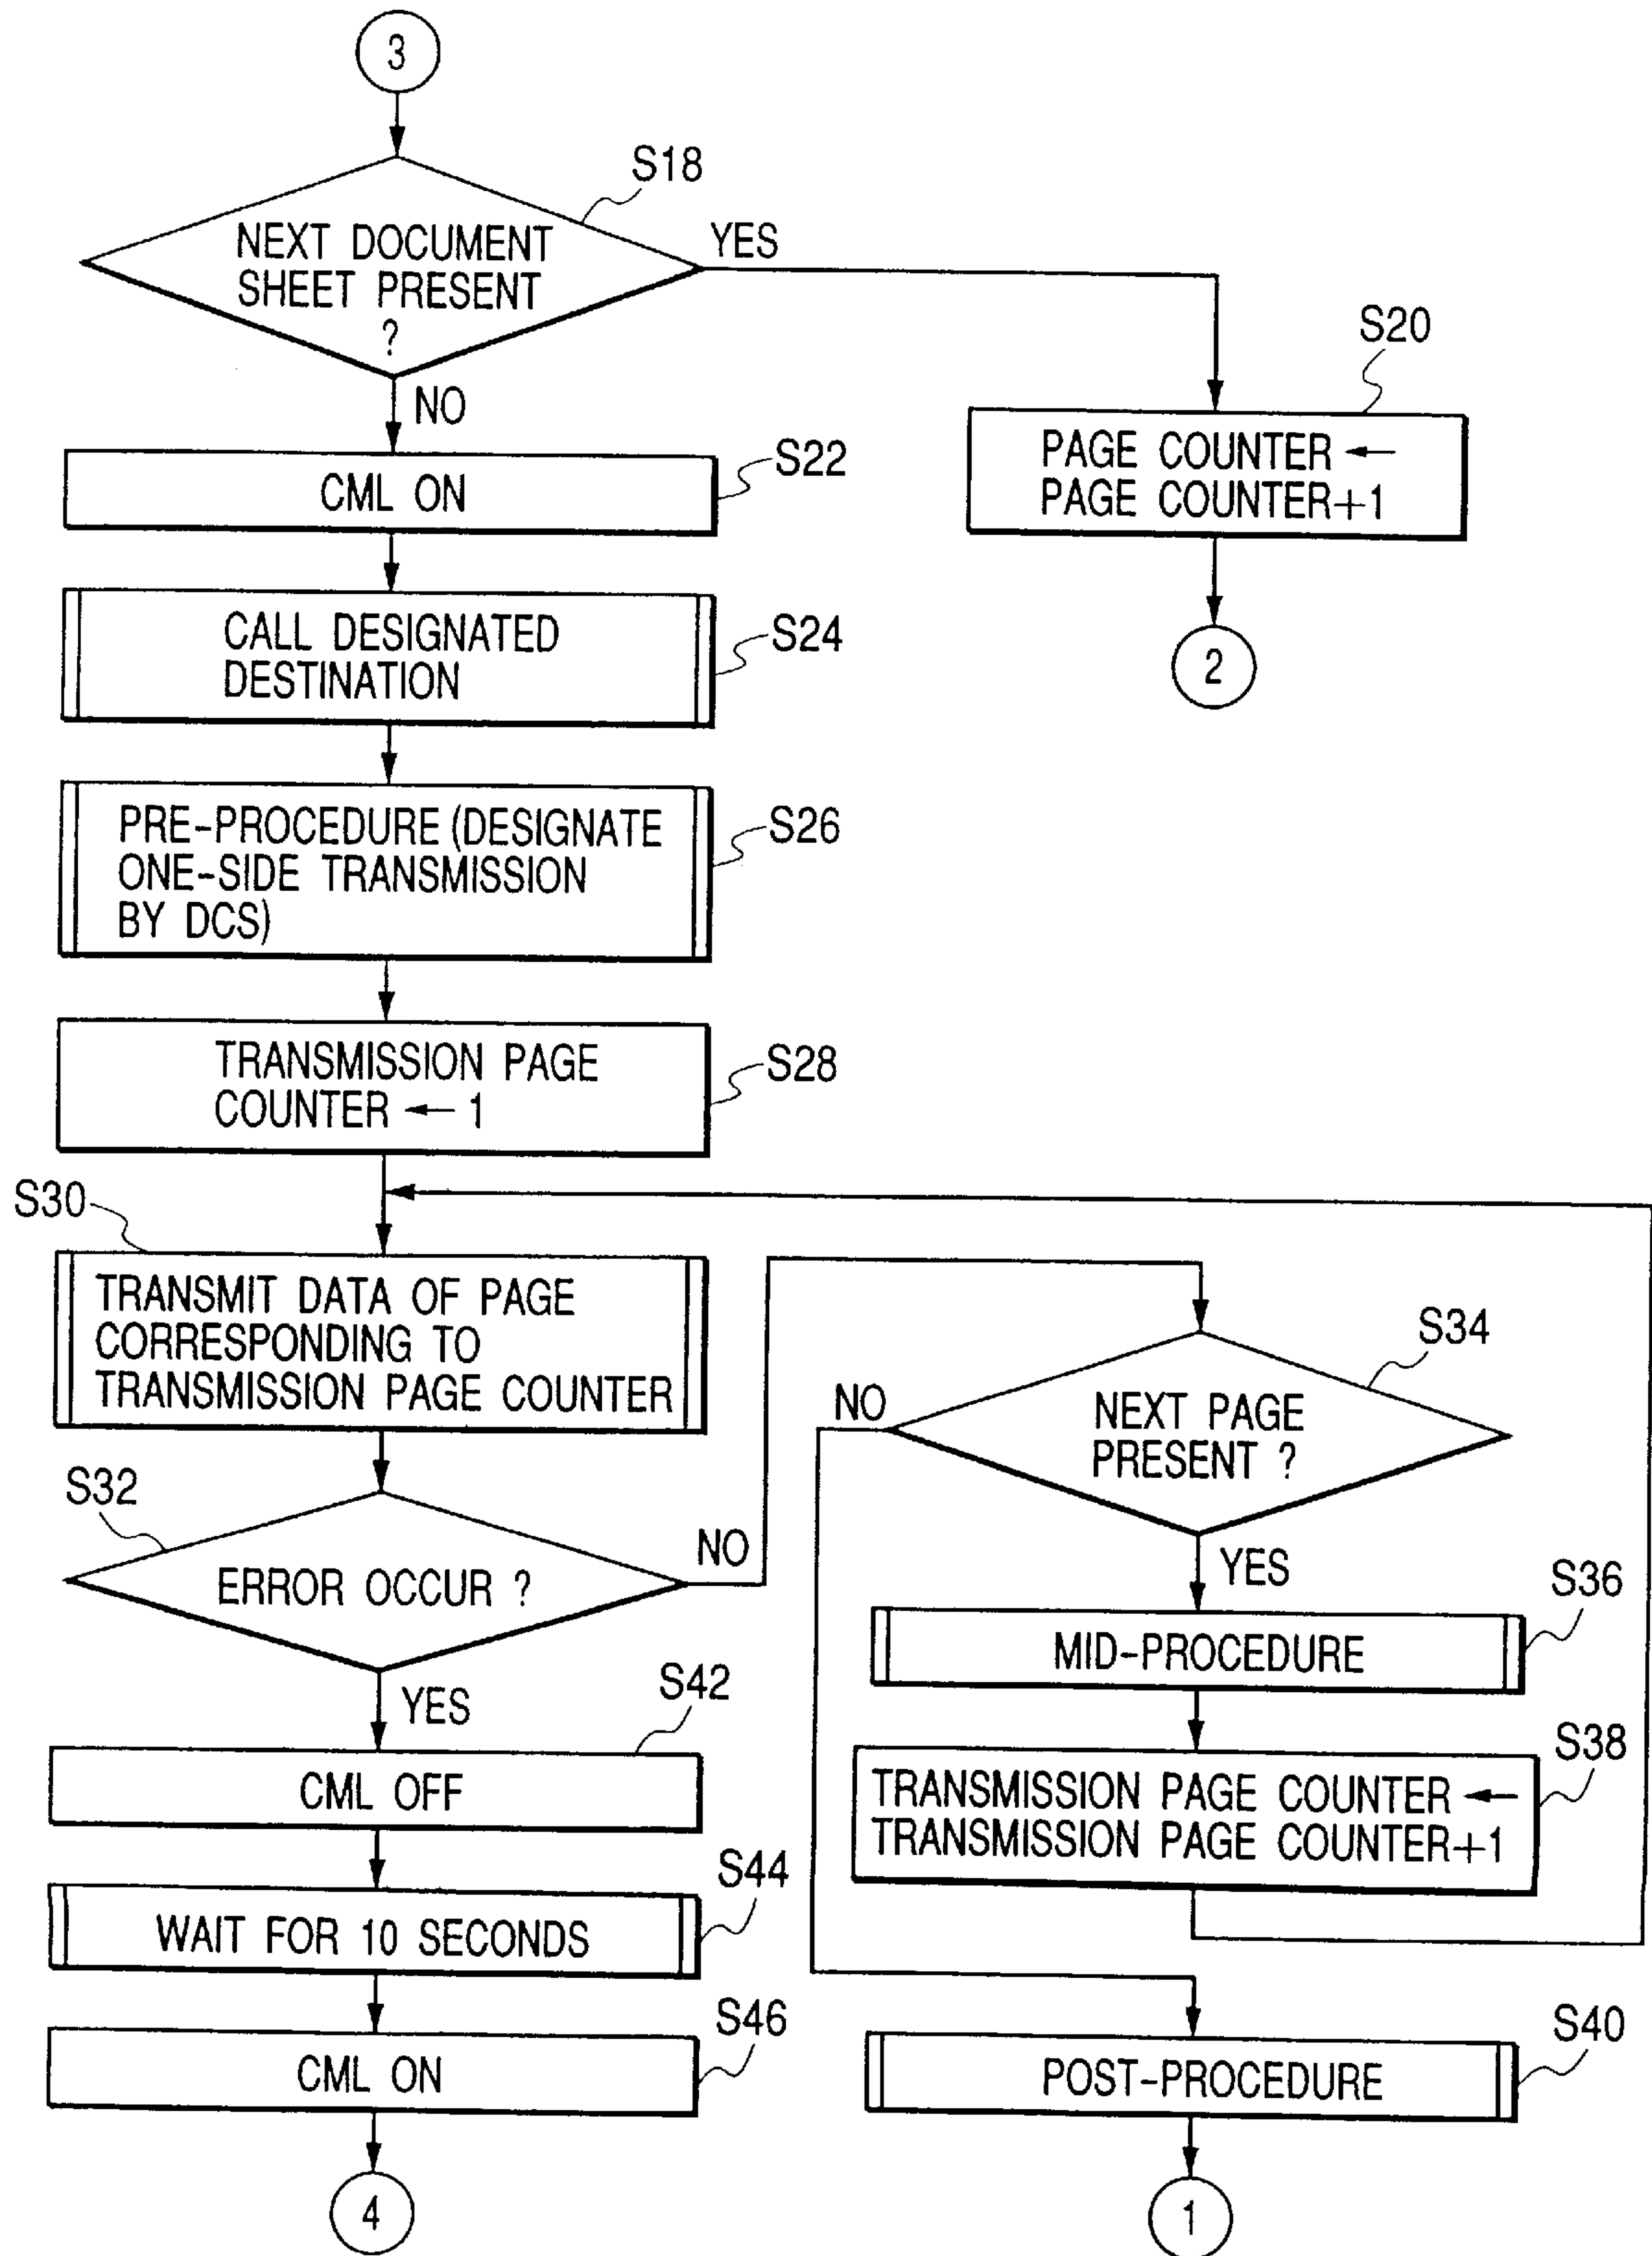 3
S18
NEXT DOCUMENT
SHEET PRESENT
?
YES
NO
S20
PAGE COUNTER ←
PAGE COUNTER+1
2
S22
CML ON
S24
CALL DESIGNATED
DESTINATION
S26
PRE-PROCEDURE (DESIGNATE
ONE-SIDE TRANSMISSION
BY DCS)
S28
TRANSMISSION PAGE
COUNTER ← 1
S30
TRANSMIT DATA OF PAGE
CORRESPONDING TO
TRANSMISSION PAGE COUNTER
S32
ERROR OCCUR ?
NO
YES
S34
NEXT PAGE
PRESENT ?
NO
YES
S36
MID-PROCEDURE
S38
TRANSMISSION PAGE COUNTER ←
TRANSMISSION PAGE COUNTER+1
S42
CML OFF
S44
WAIT FOR 10 SECONDS
S46
CML ON
4
S40
POST-PROCEDURE
1